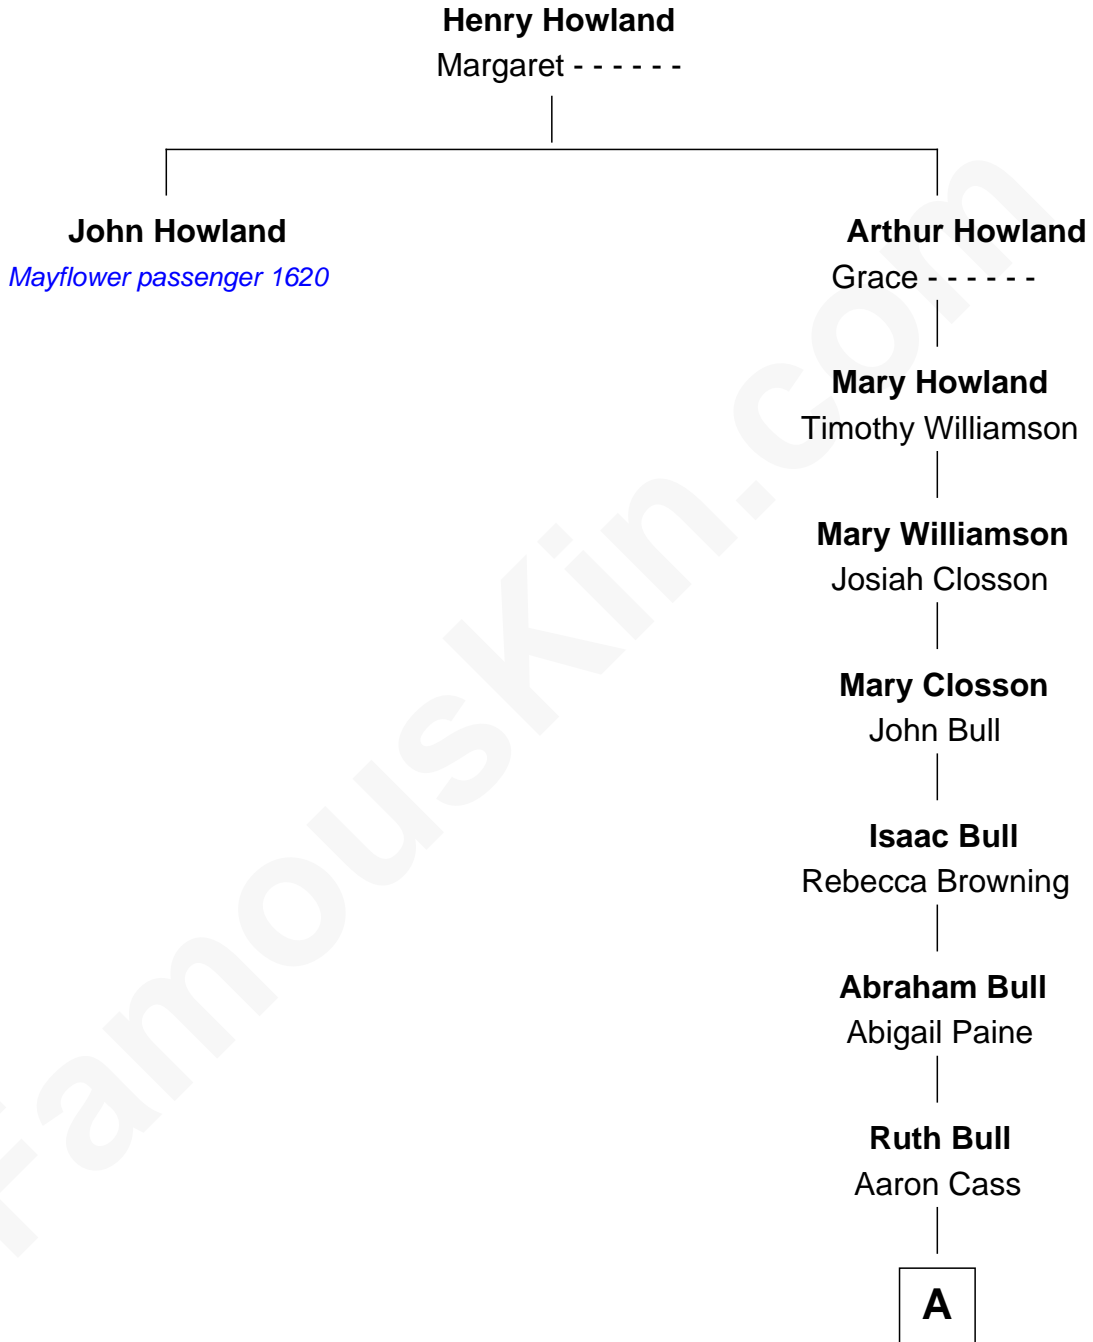 Henry Howland
Margaret - - - - - -
John Howland
Mayflower passenger 1620
Arthur Howland
Grace - - - - - -
Mary Howland
Timothy Williamson
Mary Williamson
Josiah Closson
Mary Closson
John Bull
Isaac Bull
Rebecca Browning
Abraham Bull
Abigail Paine
Ruth Bull
Aaron Cass
A
FamousKin.com